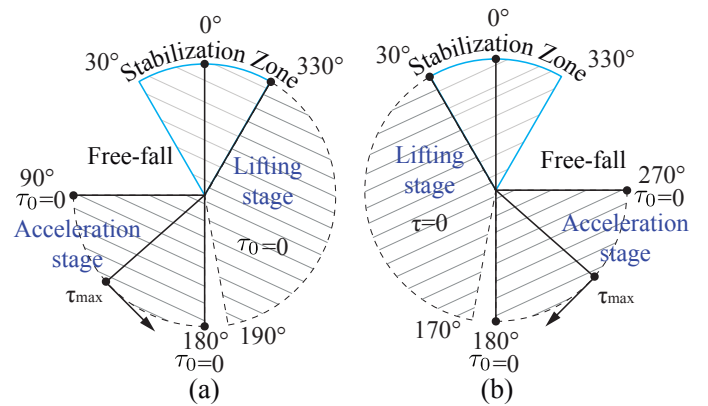 0°
30°
Stabilization Zone
330°
Free-fall
Lifting
stage
90°
τ₀=0
τ₀=0
Acceleration
stage
τmax
190°
180°
τ₀=0
(a)
0°
30°
Stabilization Zone
330°
Lifting
stage
Free-fall
270°
τ₀=0
τ=0
Acceleration
stage
τmax
170°
180°
τ₀=0
(b)